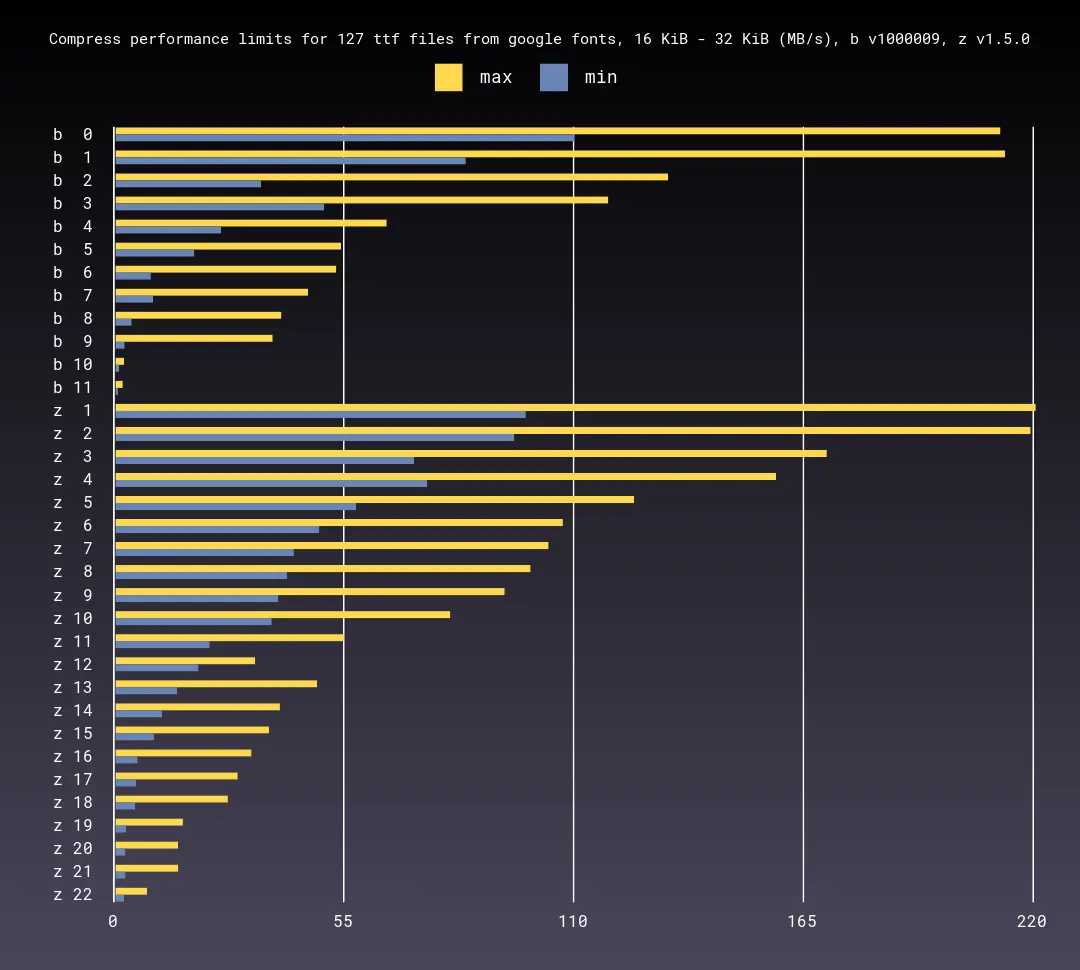 Compress performance limits for 127 ttf files from google fonts, 16 KiB - 32 KiB (MB/s), b v1000009, z v1.5.0
max min
b 0
b 1
b 2
b 3
b 4
b 5
b 6
b 7
b 8
b 9
b 10
b 11
z 1
z 2
z 3
z 4
z 5
z 6
z 7
z 8
z 9
z 10
z 11
z 12
z 13
z 14
z 15
z 16
z 17
z 18
z 19
z 20
z 21
z 22
0 55 110 165 220